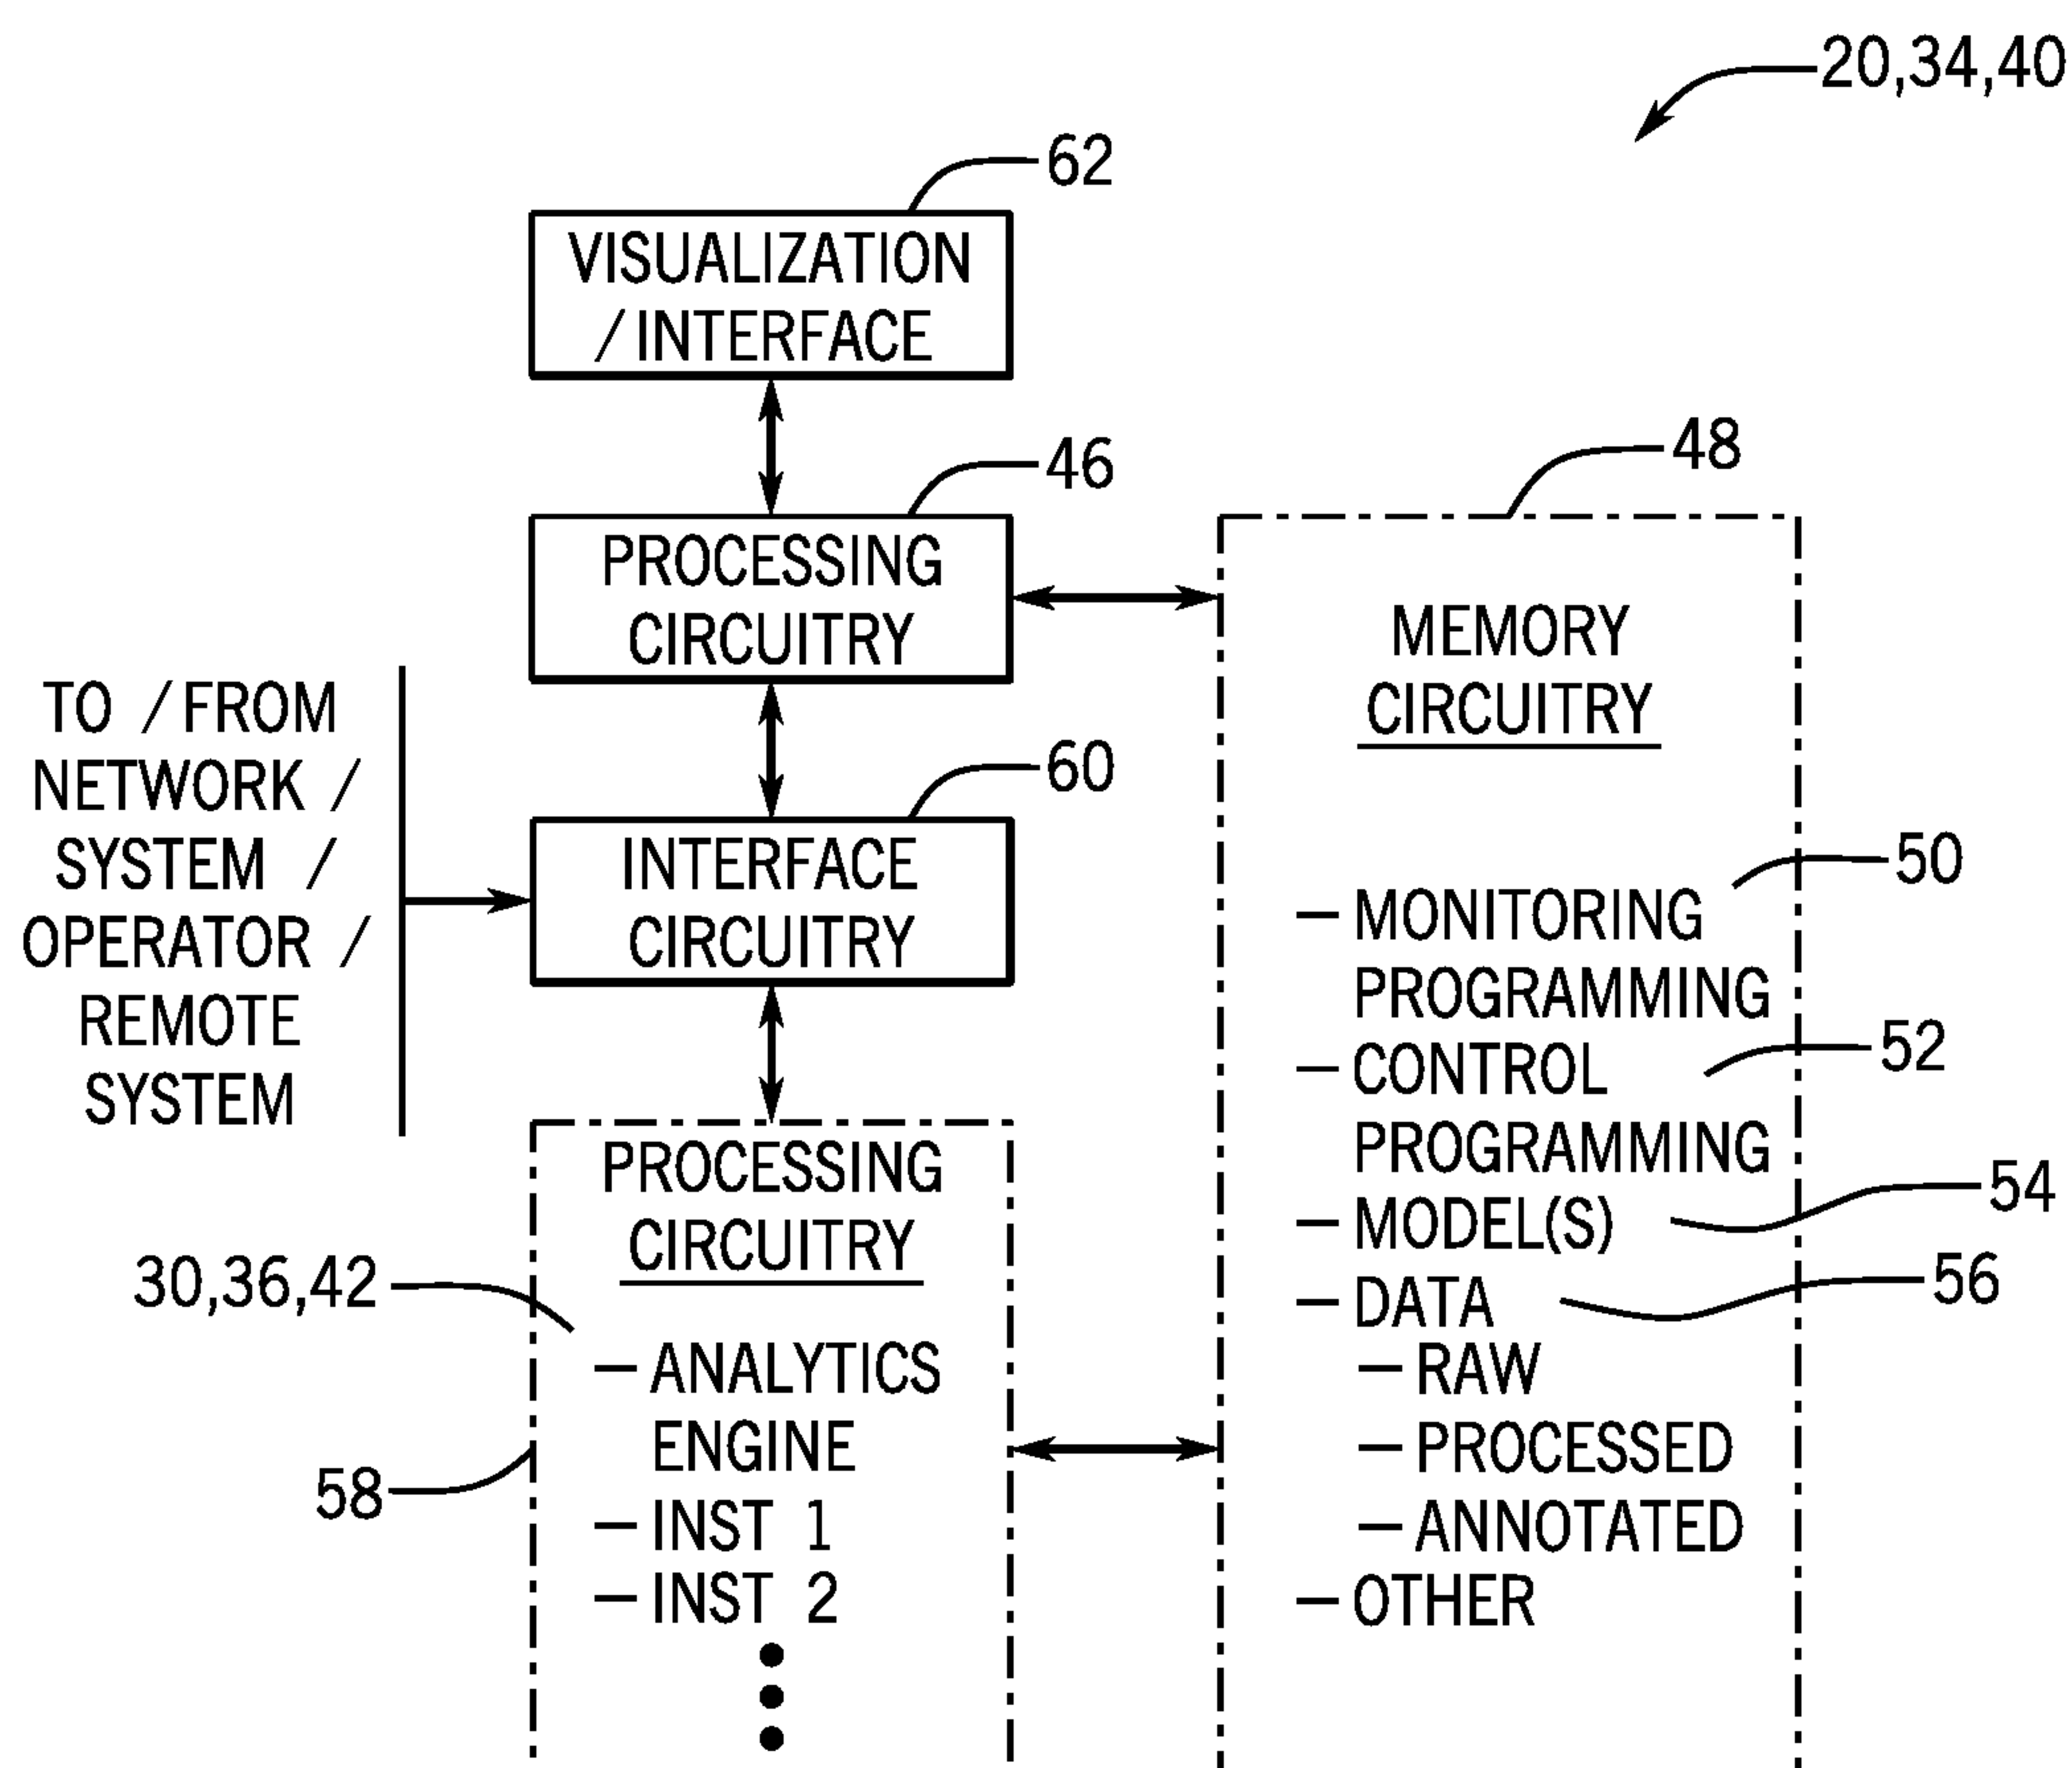 20,34,40
62
VISUALIZATION
/INTERFACE
46
PROCESSING
CIRCUITRY
48
MEMORY
CIRCUITRY
TO /FROM
NETWORK /
SYSTEM /
OPERATOR /
REMOTE
SYSTEM
60
INTERFACE
CIRCUITRY
50
— MONITORING
PROGRAMMING
52
— CONTROL
PROGRAMMING
54
— MODEL(S)
56
— DATA
— RAW
— PROCESSED
— ANNOTATED
— OTHER
PROCESSING
CIRCUITRY
30,36,42
— ANALYTICS
ENGINE
58
— INST 1
— INST 2